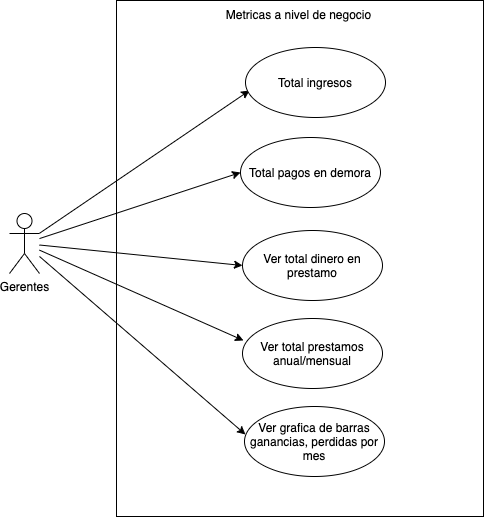 Metricas a nivel de negocio
Total ingresos
Total pagos en demora
Gerentes
Ver total dinero en
prestamo
Ver total prestamos
anual/mensual
Ver grafica de barras
ganancias, perdidas por
mes